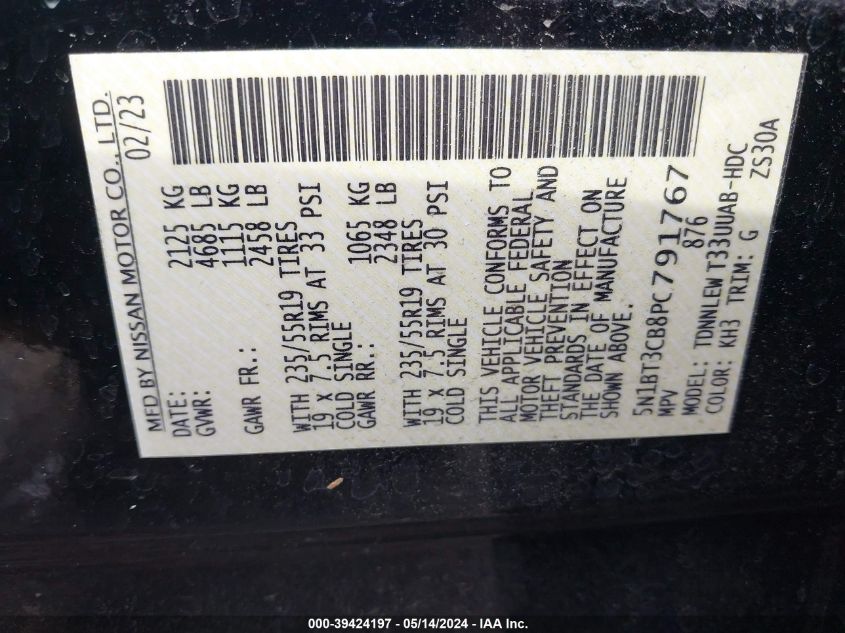 MFD BY NISSAN MOTOR CO., LTD.
DATE: 02/23
GVWR: 2125 KG
4685 LB
GAWR FR.: 1115 KG
2458 LB
WITH 235/55R19 TIRES
19 X 7.5 RIMS AT 33 PSI
COLD SINGLE
GAWR RR.: 1065 KG
2348 LB
WITH 235/55R19 TIRES
19 X 7.5 RIMS AT 30 PSI
COLD SINGLE
THIS VEHICLE CONFORMS TO
ALL APPLICABLE FEDERAL
MOTOR VEHICLE SAFETY AND
THEFT PREVENTION
STANDARDS IN EFFECT ON
THE DATE OF MANUFACTURE
SHOWN ABOVE.
5N1BT3CB8PC791767
MPV 876
MODEL: TDNNLEW T33UUAB-HDC
COLOR: KH3 TRIM: G ZS30A
000-39424197 - 05/14/2024 - IAA Inc.